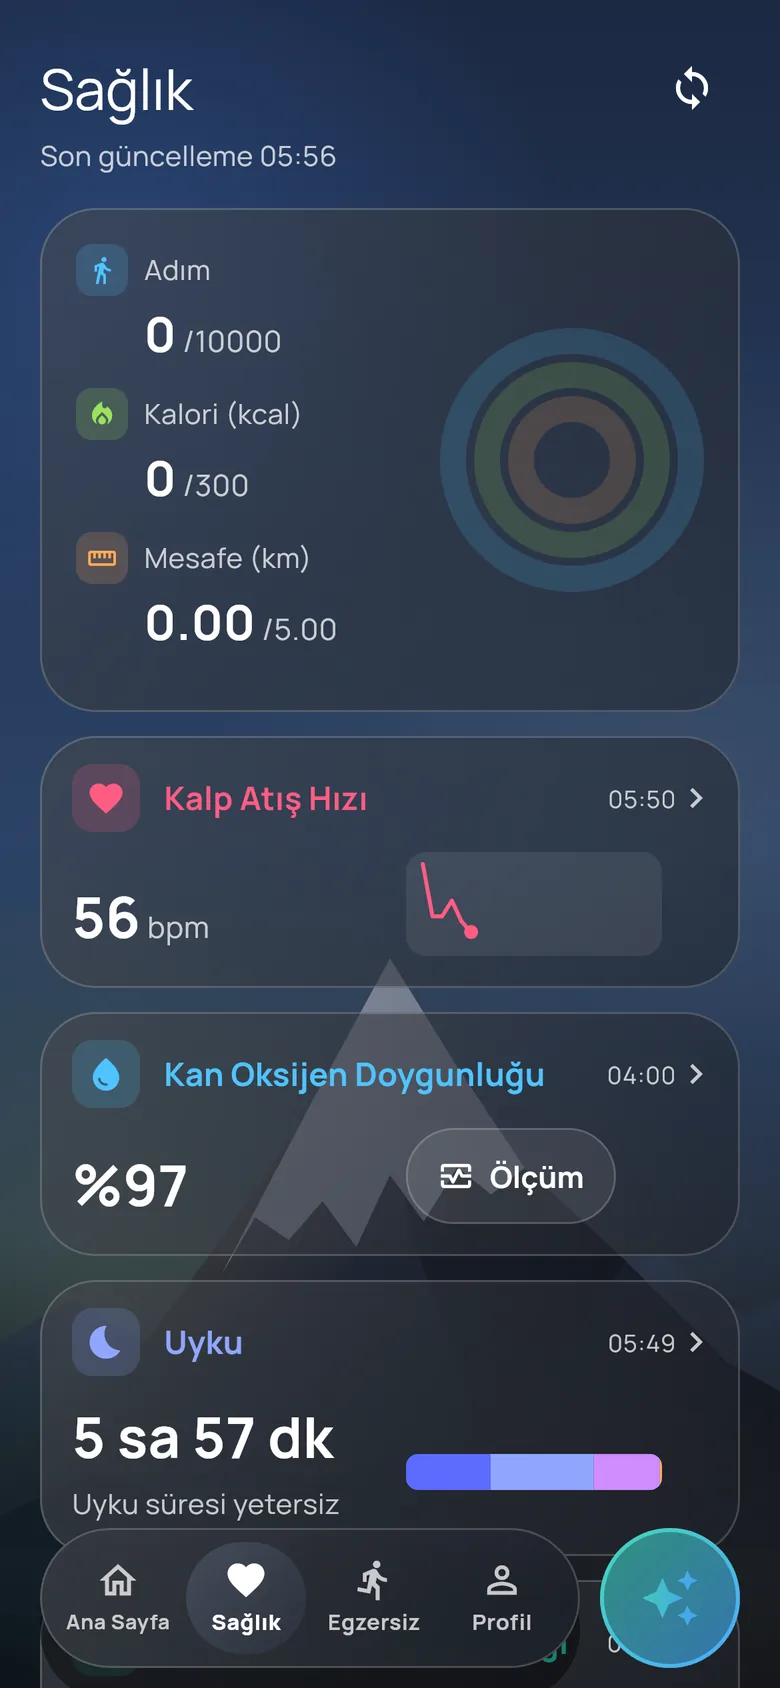 Sağlık
Son güncelleme 05:56
Adım
0 /10000
Kalori (kcal)
0 /300
Mesafe (km)
0.00 /5.00
Kalp Atış Hızı 05:50
56 bpm
Kan Oksijen Doygunluğu 04:00
%97 Ölçüm
Uyku 05:49
5 sa 57 dk
Uyku süresi yetersiz
Ana Sayfa Sağlık Egzersiz Profil